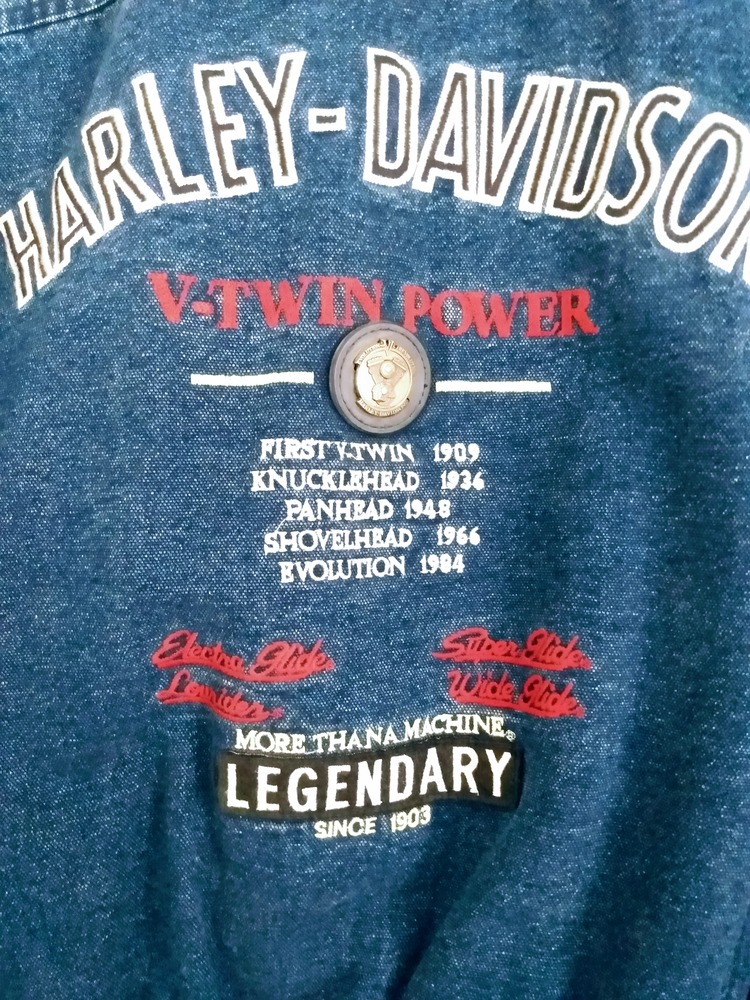 HARLEY-DAVIDSON
V-TWIN POWER
FIRST V-TWIN 1909
KNUCKLEHEAD 1936
PANHEAD 1948
SHOVELHEAD 1966
EVOLUTION 1984
Electra Glide Super Glide
Lowrider Wide Glide
MORE THAN A MACHINE®
LEGENDARY
SINCE 1903